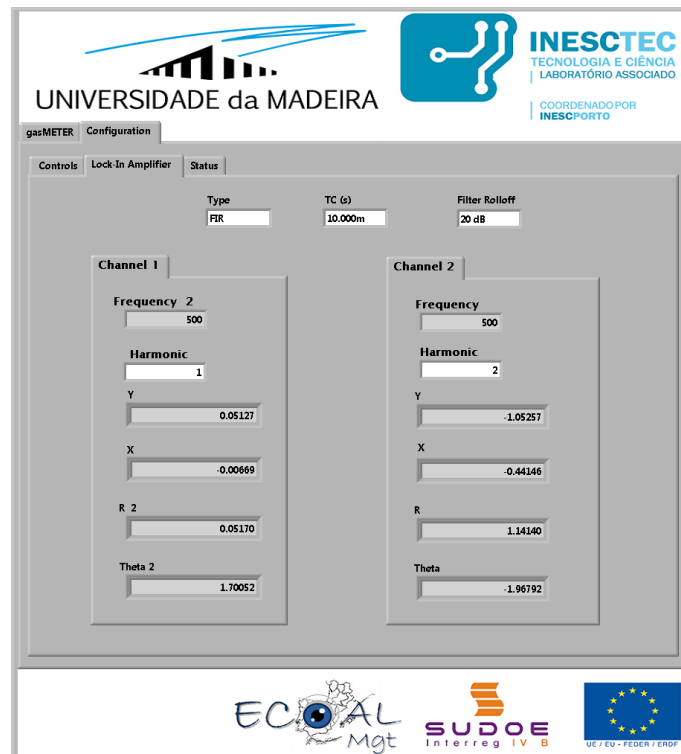 UNIVERSIDADE da MADEIRA
INESCTEC
TECNOLOGIA E CIÊNCIA
LABORATÓRIO ASSOCIADO
COORDENADO POR
INESCPORTO
gasMETER
Configuration
Controls
Lock-In Amplifier
Status
Type
TC (s)
Filter Rolloff
FIR
10.000m
20 dB
Channel 1
Frequency 2
500
Harmonic
1
Y
0.05127
X
-0.00669
R 2
0.05170
Theta 2
1.70052
Channel 2
Frequency
500
Harmonic
2
Y
-1.05257
X
-0.44146
R
1.14140
Theta
-1.96792
ECOAL
Mgt
SUDOE
Interreg IV B
UE / EU - FEDER / ERDF